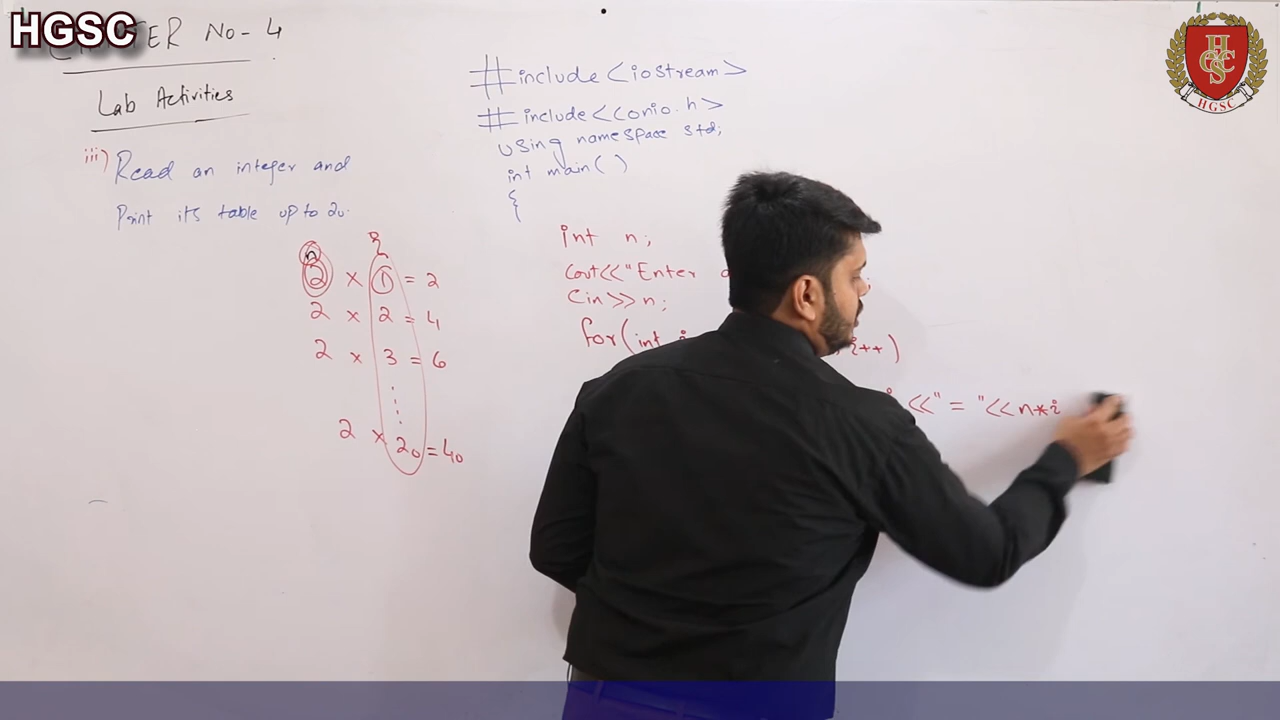 HGSC
CHAPTER No- 4
Lab Activities
iii) Read an integer and
Print its table up to 20.
n i
2 × 1 = 2
2 × 2 = 4
2 × 3 = 6
2 × 20 = 40
#include<iostream>
#include<conio.h>
using namespace std;
int main( )
{
int n;
cout<<"Enter
cin>>n;
for(int i i++)
i <<" = "<<n*i
HGSC
HGSC